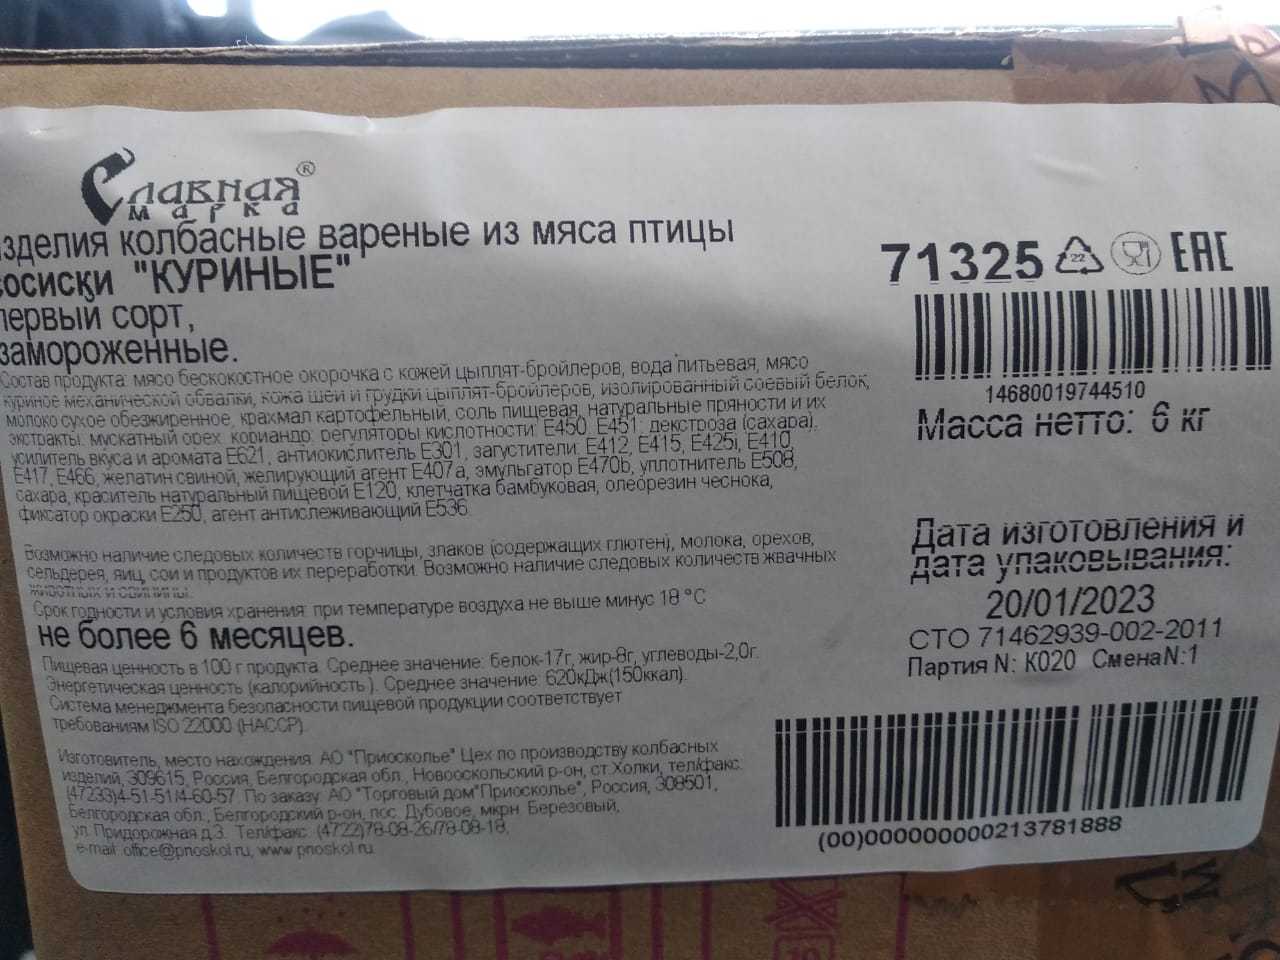 Славная ®
марка
зделия колбасные вареные из мяса птицы
сосиски "КУРИНЫЕ"
первый сорт,
замороженные.
Состав продукта: мясо бескокостное окорочка с кожей цыплят-бройлеров, вода питьевая, мясо
куриное механической обвалки, кожа шеи и грудки цыплят-бройлеров, изолированный соевый белок,
молоко сухое обезжиренное, крахмал картофельный, соль пищевая, натуральные пряности и их
экстракты: мускатный орех, кориандр; регуляторы кислотности: E450, E451; декстроза (сахара),
усилитель вкуса и аромата E621, антиокислитель E301, загустители: E412, E415, E425i, E410,
E417, E466, желатин свиной, желирующий агент E407a, эмульгатор E470b, уплотнитель E508,
сахара, краситель натуральный пищевой E120, клетчатка бамбуковая, олеорезин чеснока,
фиксатор окраски E250, агент антислеживающий E536.
Возможно наличие следовых количеств горчицы, злаков (содержащих глютен), молока, орехов,
сельдерея, яиц, сои и продуктов их переработки. Возможно наличие следовых количеств жвачных
животных и свинины.
Срок годности и условия хранения: при температуре воздуха не выше минус 18 °C
не более 6 месяцев.
Пищевая ценность в 100 г продукта. Среднее значение: белок-17г, жир-8г, углеводы-2,0г.
Энергетическая ценность (калорийность ). Среднее значение: 620кДж(150ккал).
Система менеджмента безопасности пищевой продукции соответствует
требованиям ISO 22000 (HACCP).
Изготовитель, место нахождения: АО "Приосколье" Цех по производству колбасных
изделий, 309615, Россия, Белгородская обл., Новооскольский р-он, ст.Холки, тел/факс:
(47233)4-51-51/4-60-57. По заказу: АО "Торговый дом"Приосколье", Россия, 308501,
Белгородская обл., Белгородский р-он, пос. Дубовое, мкрн. Березовый,
ул. Придорожная д.3. Тел/факс: (4722)78-08-26/78-08-18,
e-mail: office@prioskol.ru, www.prioskol.ru
71325 22 EAC
14680019744510
Масса нетто: 6 кг
Дата изготовления и
дата упаковывания:
20/01/2023
СТО 71462939-002-2011
Партия N: К020 Смена N:1
(00)000000000213781888